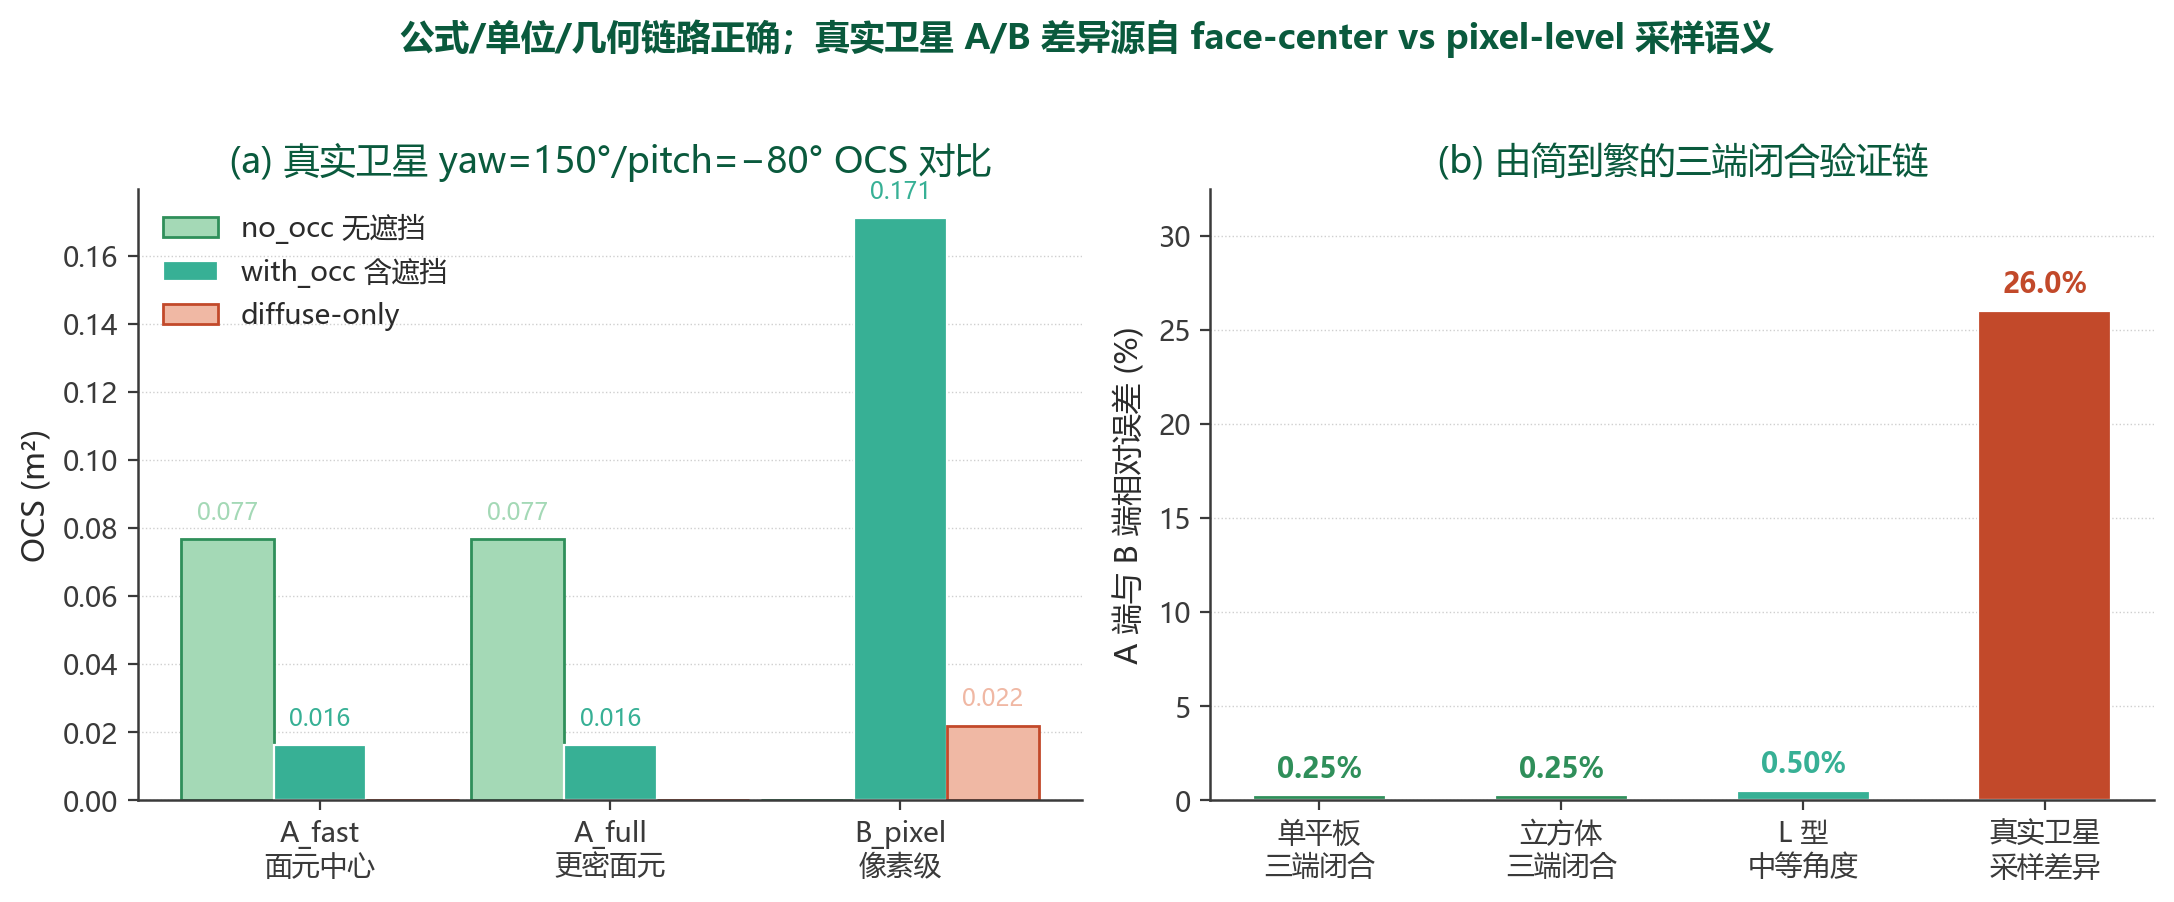 公式/单位/几何链路正确；真实卫星 A/B 差异源自 face-center vs pixel-level 采样语义
(a) 真实卫星 yaw=150°/pitch=−80° OCS 对比
OCS (m²)
0.16
0.14
0.12
0.10
0.08
0.06
0.04
0.02
0.00
no_occ 无遮挡
with_occ 含遮挡
diffuse-only
0.077
0.016
0.077
0.016
0.171
0.022
A_fast
面元中心
A_full
更密面元
B_pixel
像素级
(b) 由简到繁的三端闭合验证链
A 端与 B 端相对误差 (%)
30
25
20
15
10
5
0
0.25%
0.25%
0.50%
26.0%
单平板
三端闭合
立方体
三端闭合
L 型
中等角度
真实卫星
采样差异